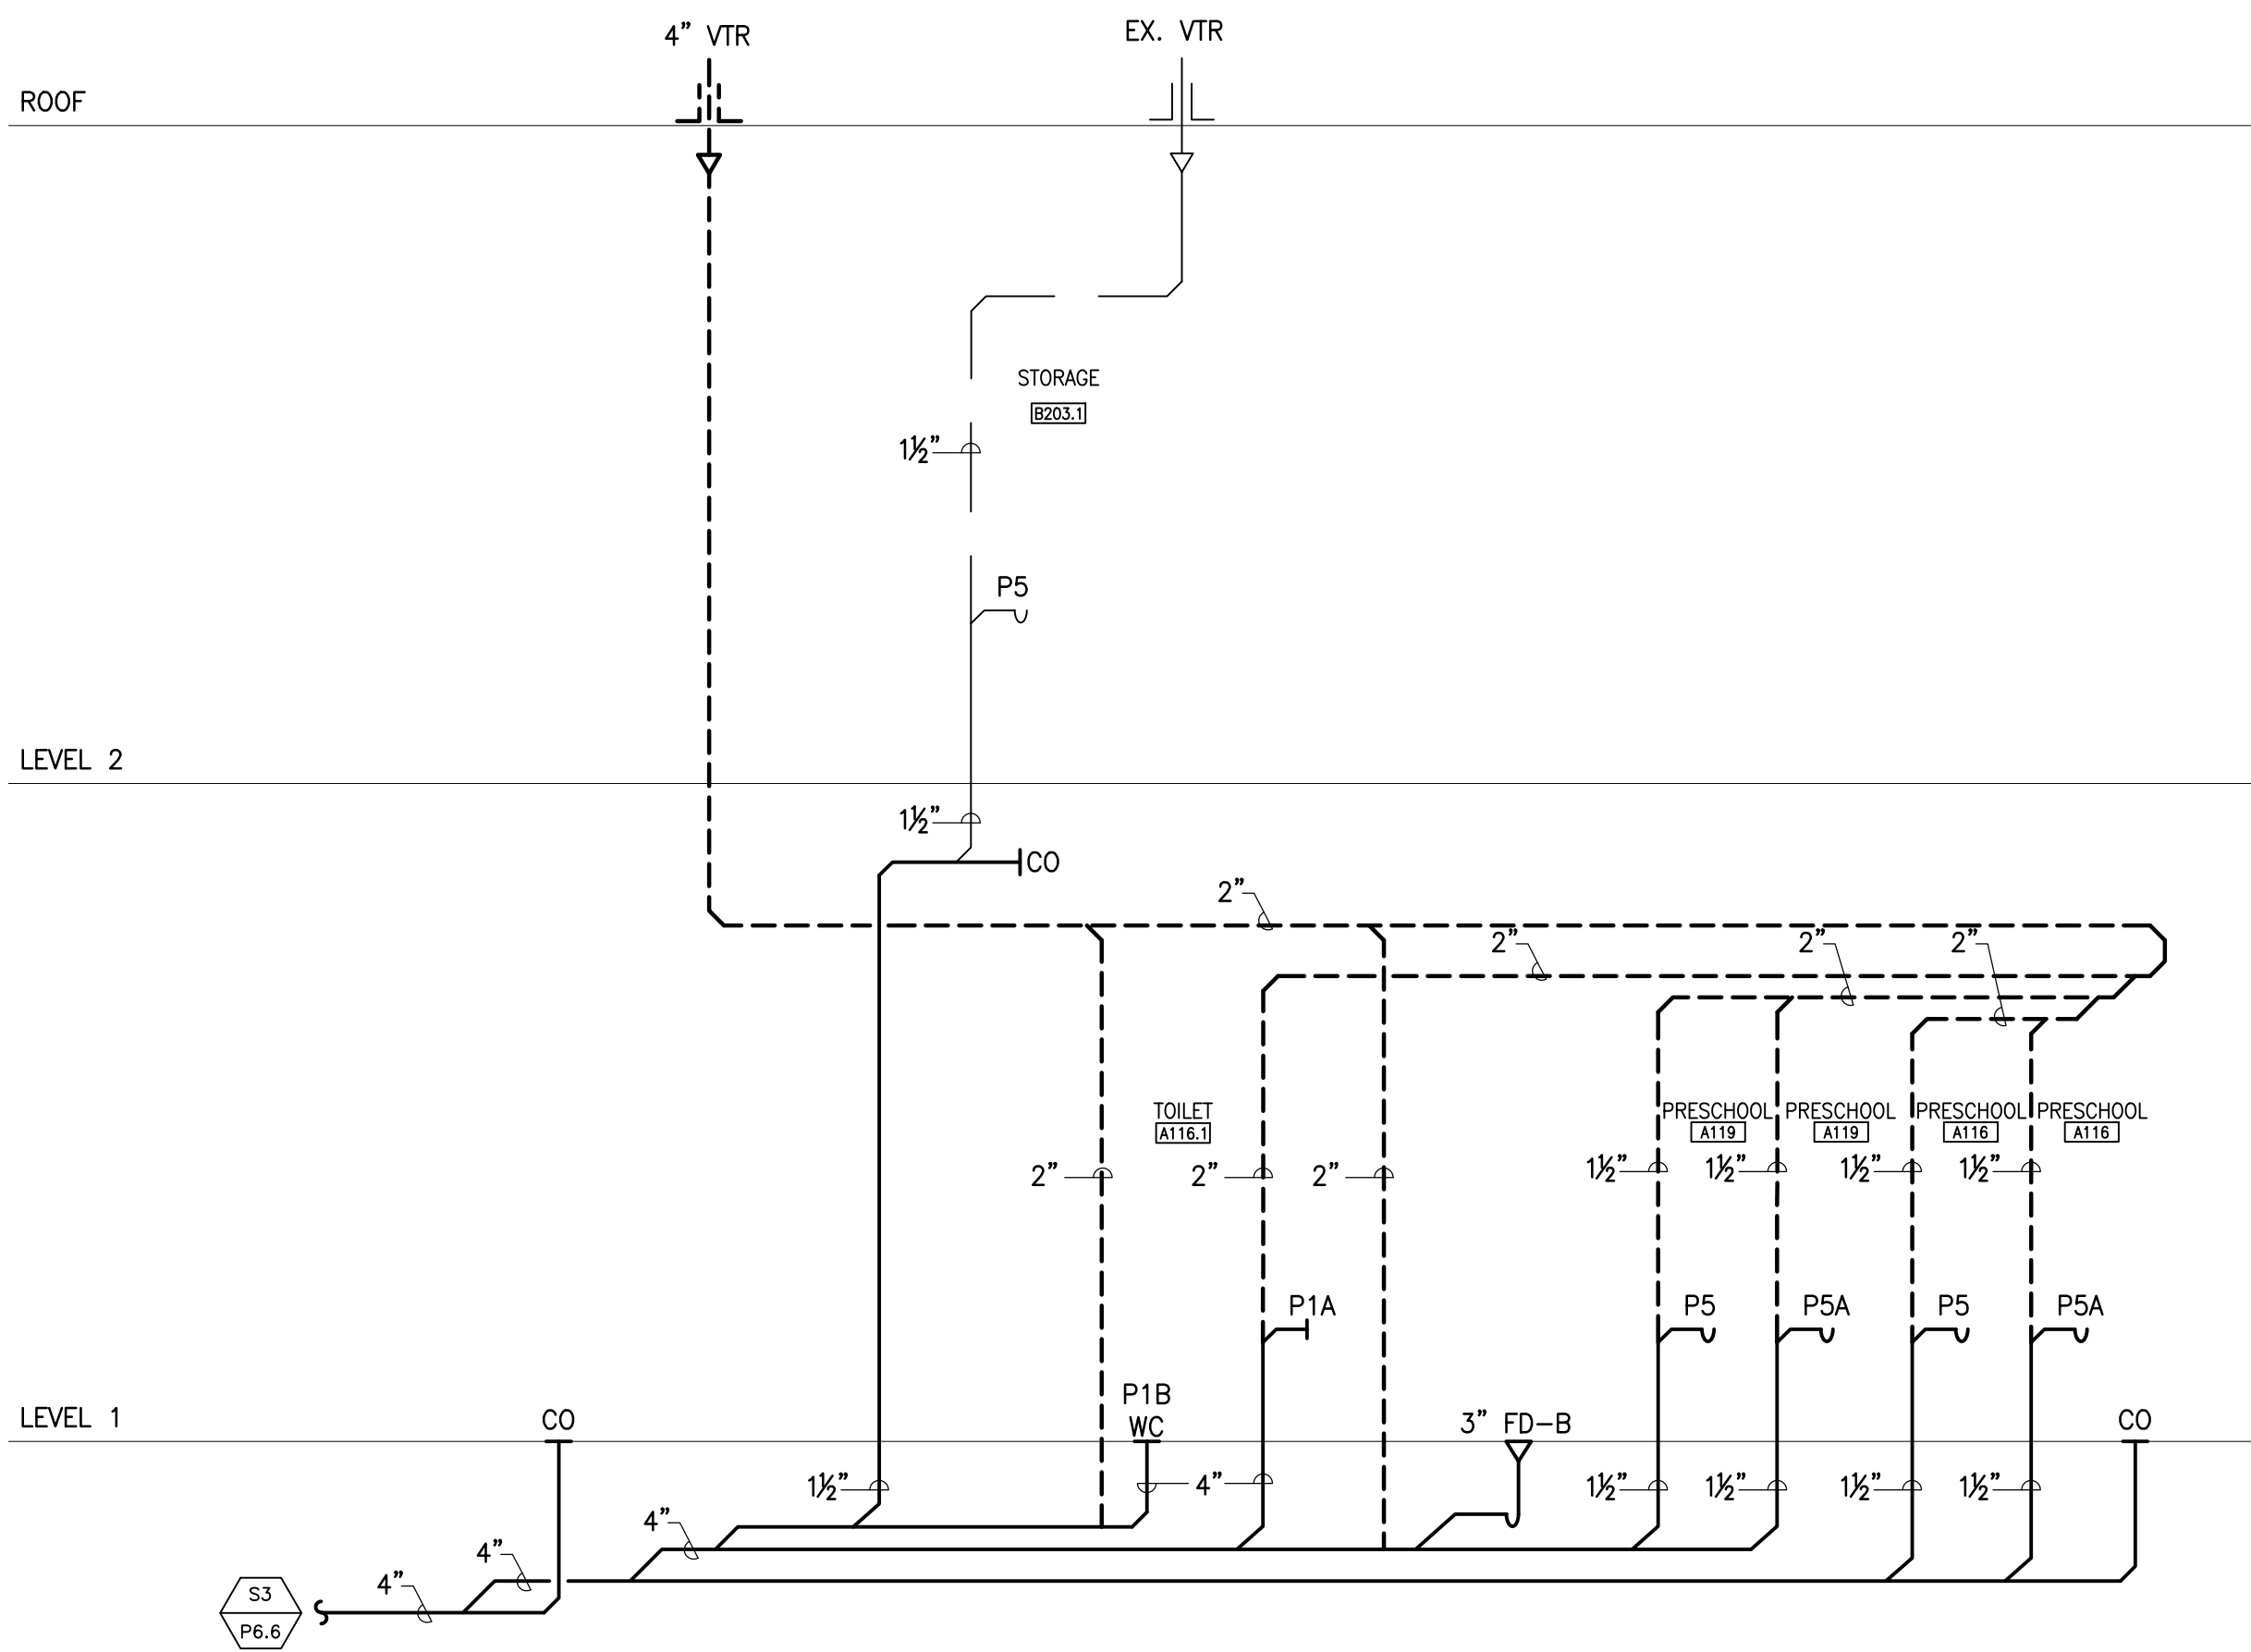 4" VTR
EX. VTR
ROOF
STORAGE
B203.1
1½"
P5
LEVEL 2
1½"
CO
2"
2"
2"
2"
TOILET
A116.1
PRESCHOOL
A119
PRESCHOOL
A119
PRESCHOOL
A116
PRESCHOOL
A116
2"
2"
2"
1½"
1½"
1½"
1½"
P1A
P5
P5A
P5
P5A
P1B
WC
LEVEL 1
CO
3" FD-B
CO
1½"
4"
1½"
1½"
1½"
1½"
4"
4"
4"
S3
P6.6